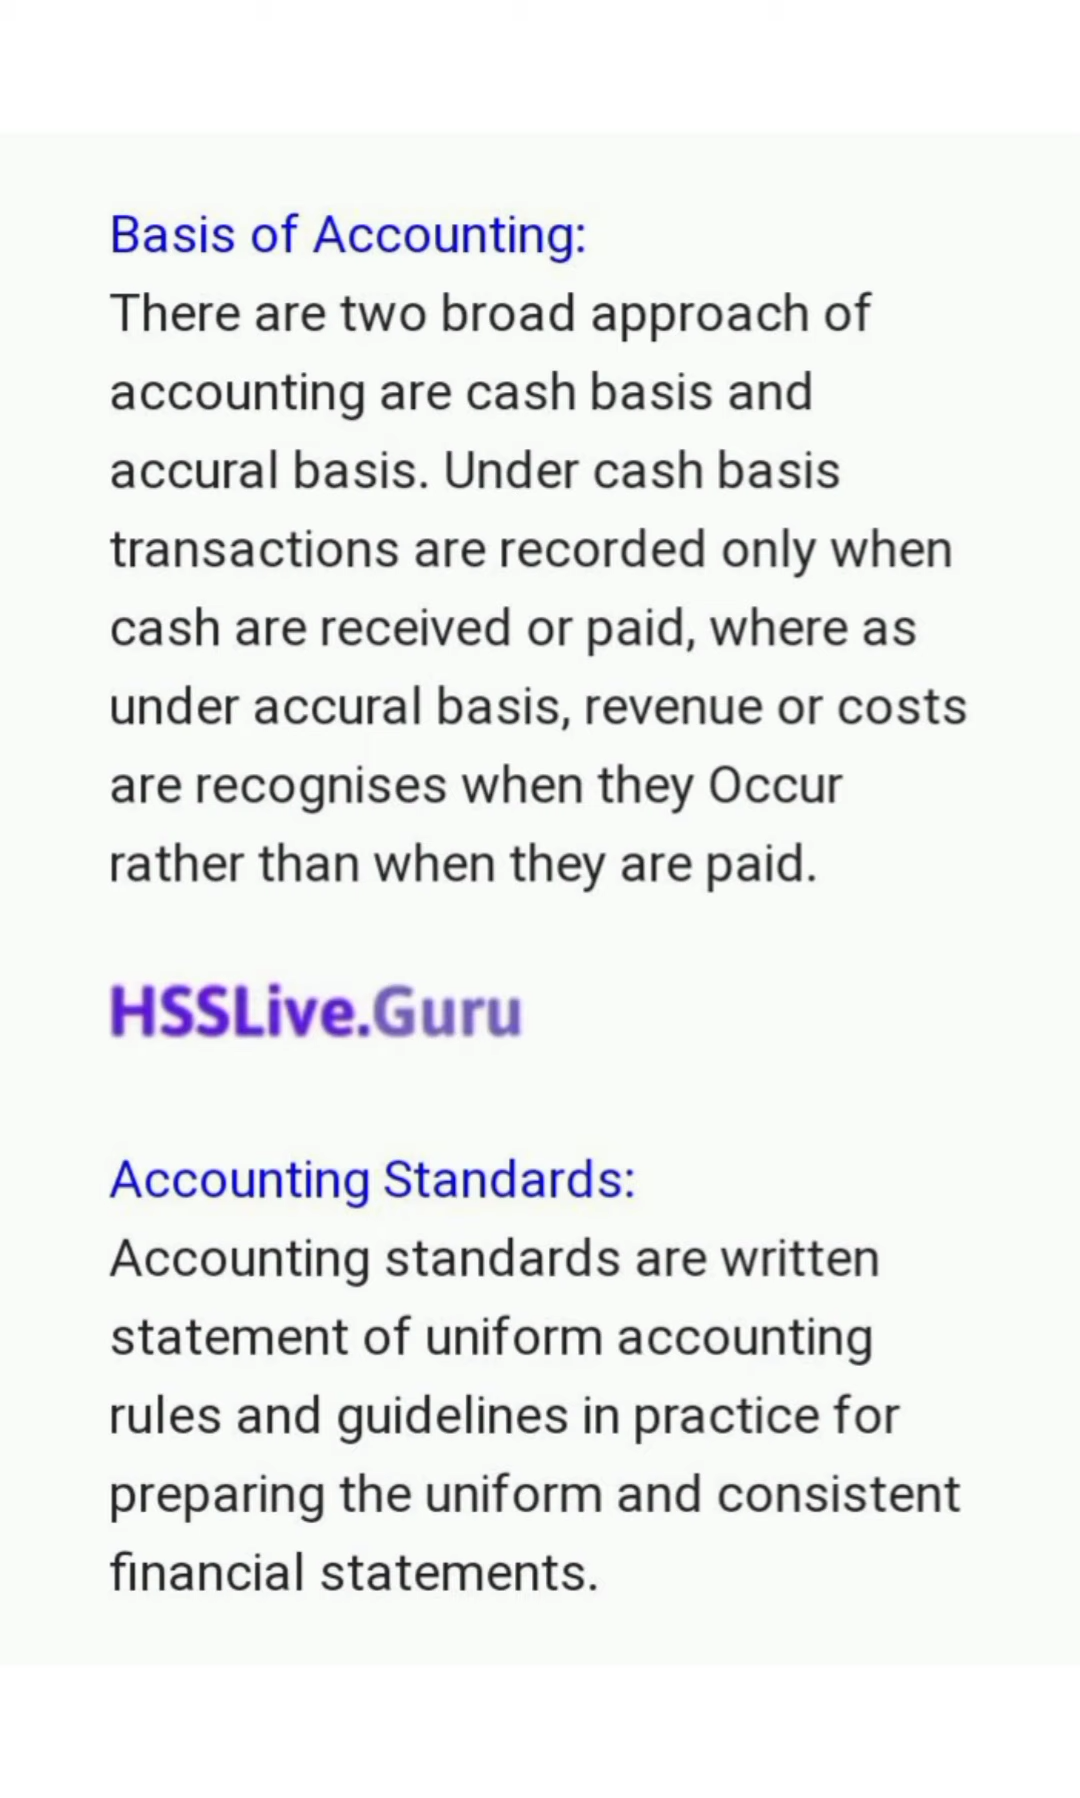 Basis of Accounting:
There are two broad approach of
accounting are cash basis and
accural basis. Under cash basis
transactions are recorded only when
cash are received or paid, where as
under accural basis, revenue or costs
are recognises when they Occur
rather than when they are paid.
HSSLive.Guru
Accounting Standards:
Accounting standards are written
statement of uniform accounting
rules and guidelines in practice for
preparing the uniform and consistent
financial statements.